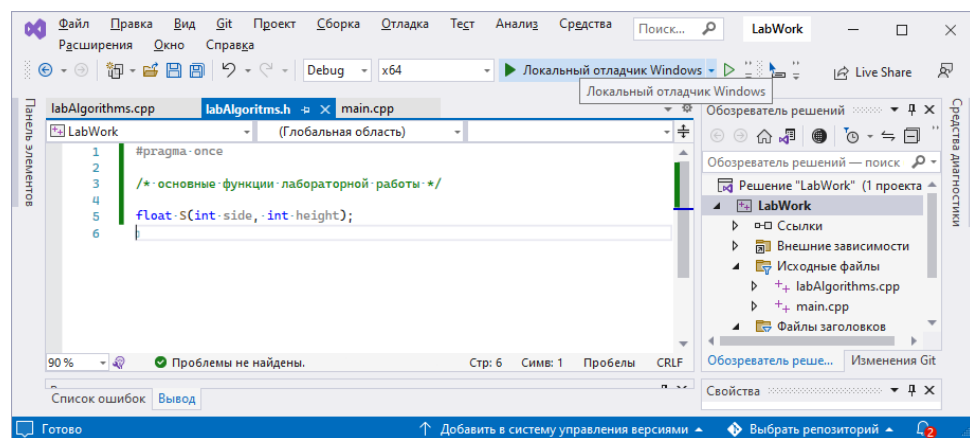 Файл Правка Вид Git Проект Сборка Отладка Тест Анализ Средства Поиск... LabWork
Расширения Окно Справка
Debug x64 Локальный отладчик Windows Live Share
Локальный отладчик Windows
Панель элементов
labAlgorithms.cpp labAlgoritms.h main.cpp
LabWork (Глобальная область)
1 #pragma once
2
3 /* основные функции лабораторной работы */
4
5 float S(int side, int height);
6
90 % Проблемы не найдены. Стр: 6 Симв: 1 Пробелы CRLF
Список ошибок Вывод
Обозреватель решений
Обозреватель решений — поиск
Решение "LabWork" (1 проекта
LabWork
Ссылки
Внешние зависимости
Исходные файлы
labAlgorithms.cpp
main.cpp
Файлы заголовков
Обозреватель реше... Изменения Git
Свойства
Средства диагностики
Готово Добавить в систему управления версиями Выбрать репозиторий 2